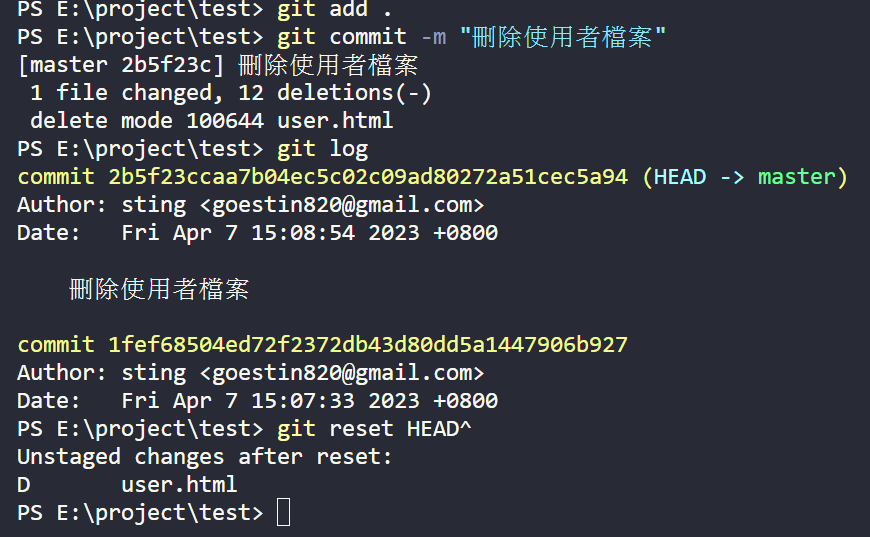 PS E:\project\test> git add .
PS E:\project\test> git commit -m "刪除使用者檔案"
[master 2b5f23c] 刪除使用者檔案
 1 file changed, 12 deletions(-)
 delete mode 100644 user.html
PS E:\project\test> git log
commit 2b5f23ccaa7b04ec5c02c09ad80272a51cec5a94 (HEAD -> master)
Author: sting <goestin820@gmail.com>
Date:   Fri Apr 7 15:08:54 2023 +0800
    刪除使用者檔案
commit 1fef68504ed72f2372db43d80dd5a1447906b927
Author: sting <goestin820@gmail.com>
Date:   Fri Apr 7 15:07:33 2023 +0800
PS E:\project\test> git reset HEAD^
Unstaged changes after reset:
D       user.html
PS E:\project\test>